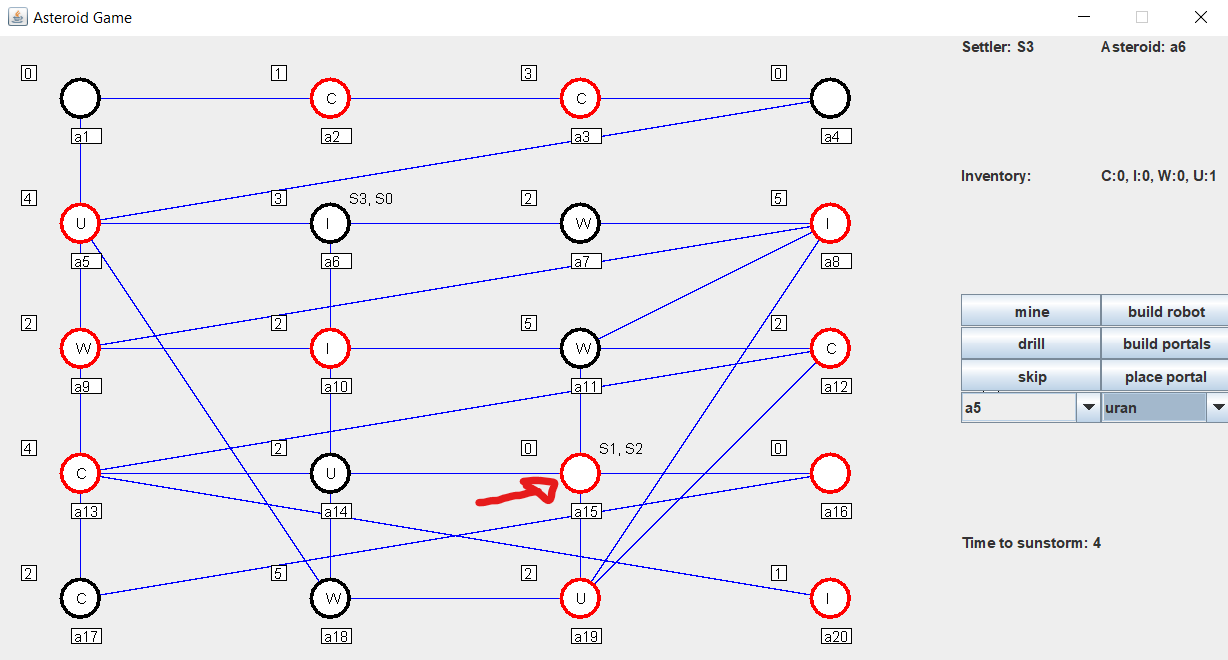 Asteroid Game
Settler: S3 Asteroid: a6
0 1 3 0
C C
a1 a2 a3 a4
Inventory: C:0, I:0, W:0, U:1
4 3 S3, S0 2 5
U I W I
a5 a6 a7 a8
mine build robot
2 2 5 2
drill build portals
W I W C
skip place portal
a9 a10 a11 a12
a5 uran
4 2 0 S1, S2 0
C U
a13 a14 a15 a16
Time to sunstorm: 4
2 5 2 1
C W U I
a17 a18 a19 a20